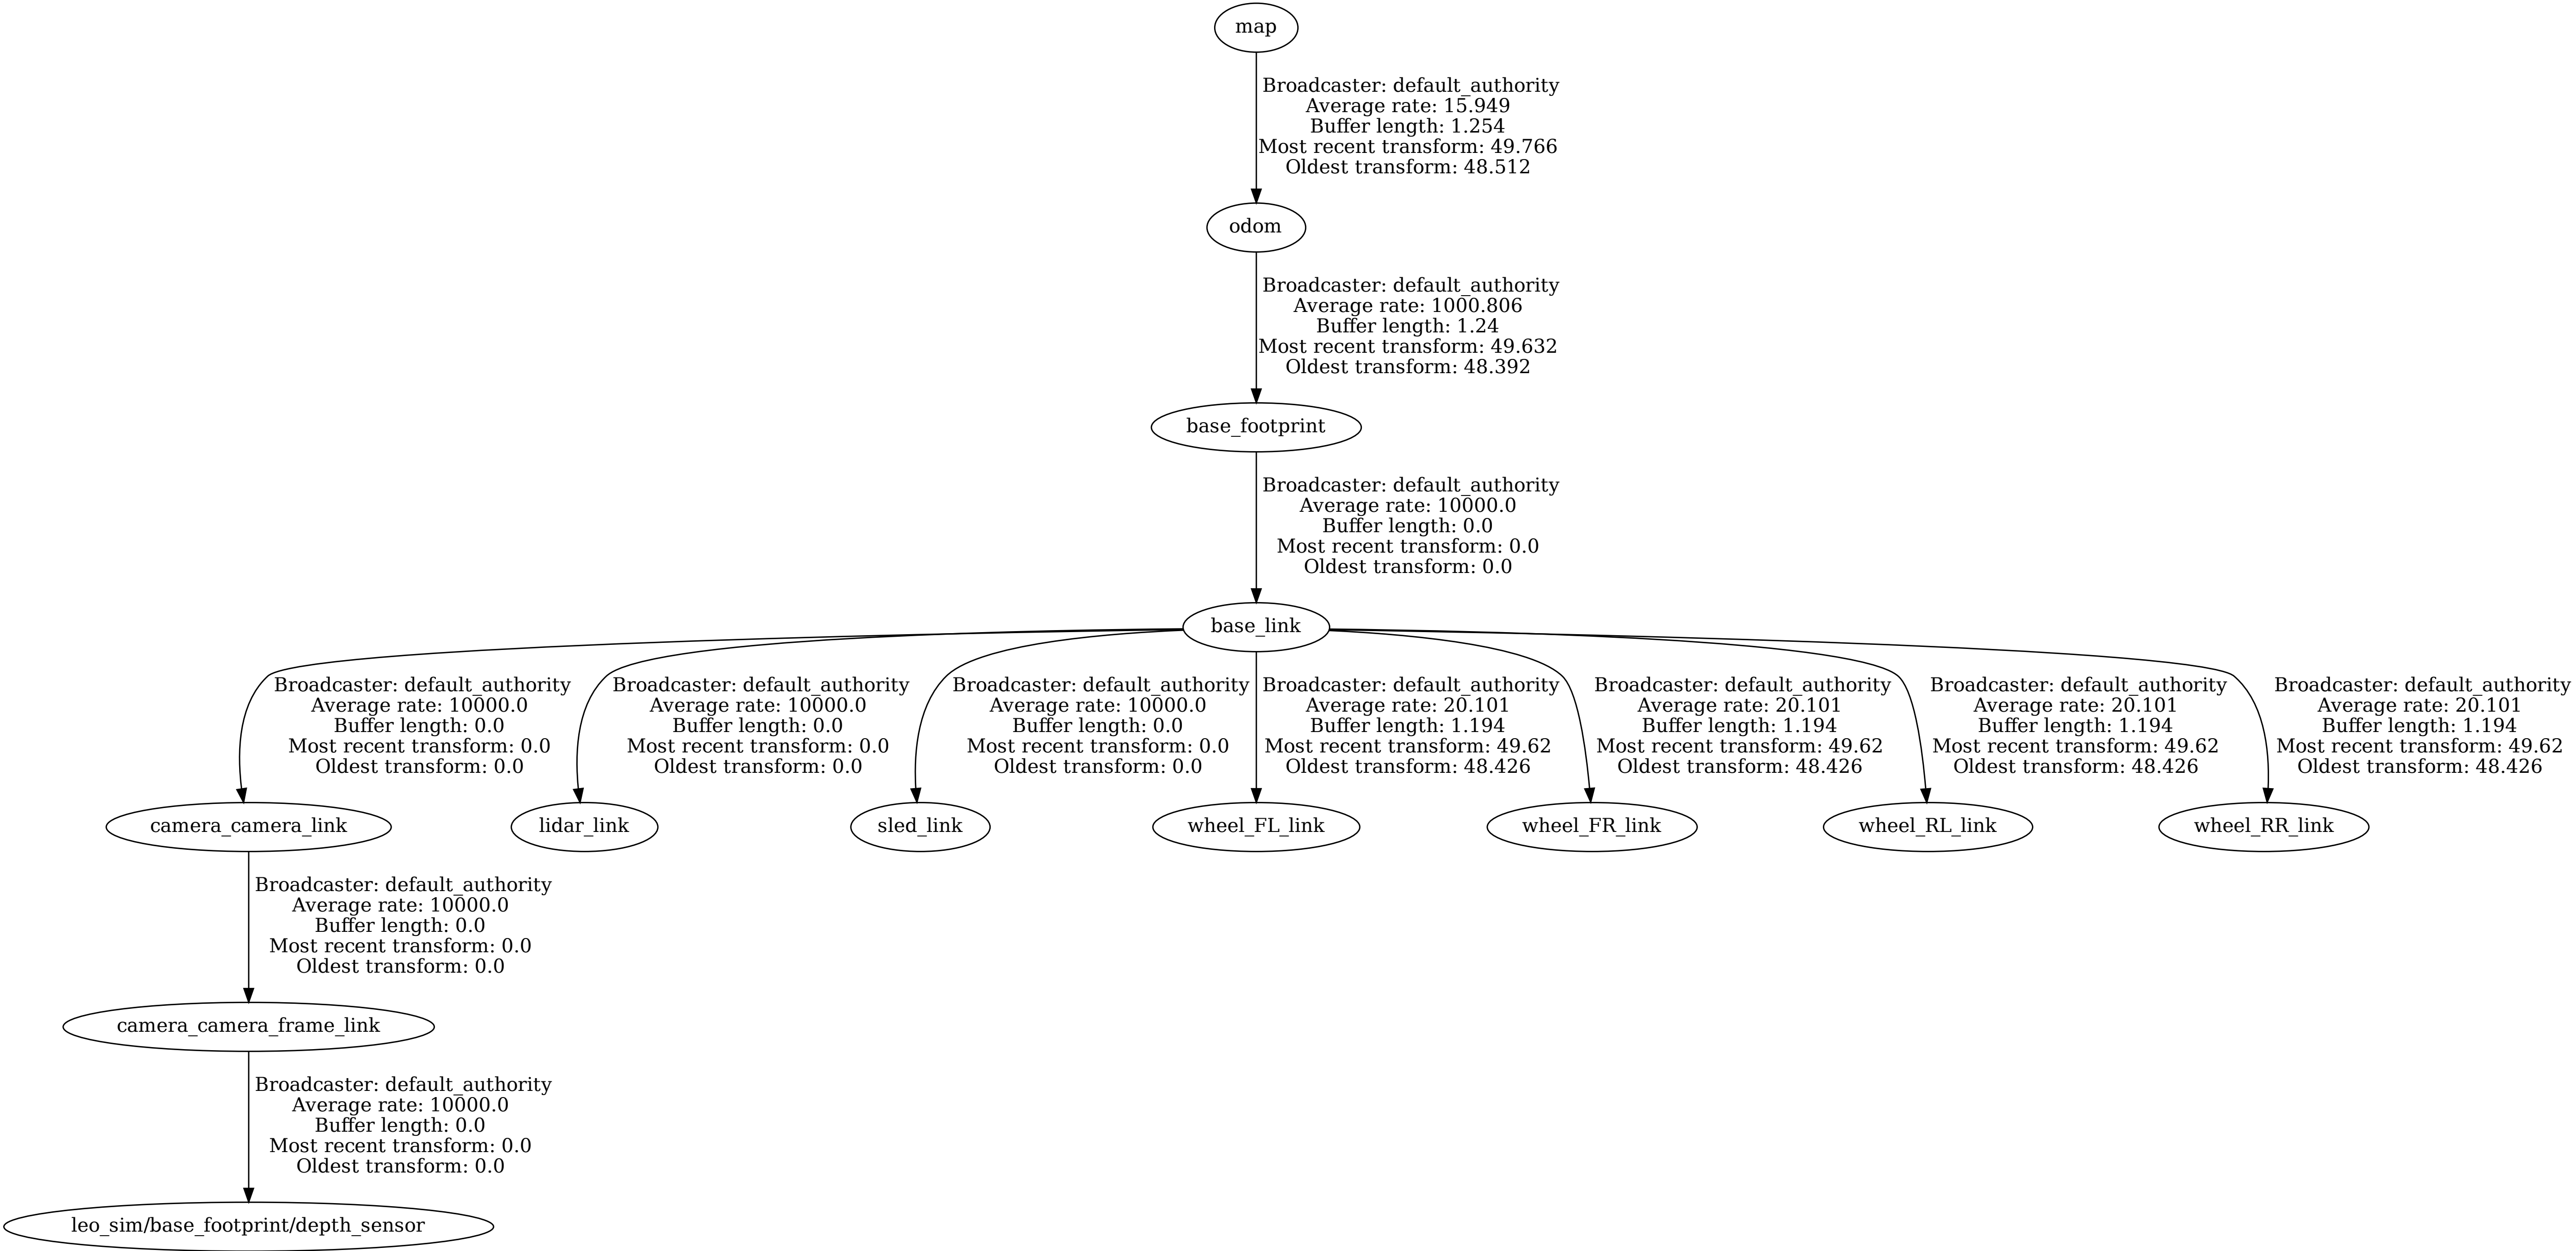 map
Broadcaster: default_authority
Average rate: 15.949
Buffer length: 1.254
Most recent transform: 49.766
Oldest transform: 48.512
odom
Broadcaster: default_authority
Average rate: 1000.806
Buffer length: 1.24
Most recent transform: 49.632
Oldest transform: 48.392
base_footprint
Broadcaster: default_authority
Average rate: 10000.0
Buffer length: 0.0
Most recent transform: 0.0
Oldest transform: 0.0
base_link
Broadcaster: default_authority
Average rate: 10000.0
Buffer length: 0.0
Most recent transform: 0.0
Oldest transform: 0.0
Broadcaster: default_authority
Average rate: 10000.0
Buffer length: 0.0
Most recent transform: 0.0
Oldest transform: 0.0
Broadcaster: default_authority
Average rate: 10000.0
Buffer length: 0.0
Most recent transform: 0.0
Oldest transform: 0.0
Broadcaster: default_authority
Average rate: 20.101
Buffer length: 1.194
Most recent transform: 49.62
Oldest transform: 48.426
Broadcaster: default_authority
Average rate: 20.101
Buffer length: 1.194
Most recent transform: 49.62
Oldest transform: 48.426
Broadcaster: default_authority
Average rate: 20.101
Buffer length: 1.194
Most recent transform: 49.62
Oldest transform: 48.426
Broadcaster: default_authority
Average rate: 20.101
Buffer length: 1.194
Most recent transform: 49.62
Oldest transform: 48.426
camera_camera_link
lidar_link
sled_link
wheel_FL_link
wheel_FR_link
wheel_RL_link
wheel_RR_link
Broadcaster: default_authority
Average rate: 10000.0
Buffer length: 0.0
Most recent transform: 0.0
Oldest transform: 0.0
camera_camera_frame_link
Broadcaster: default_authority
Average rate: 10000.0
Buffer length: 0.0
Most recent transform: 0.0
Oldest transform: 0.0
leo_sim/base_footprint/depth_sensor